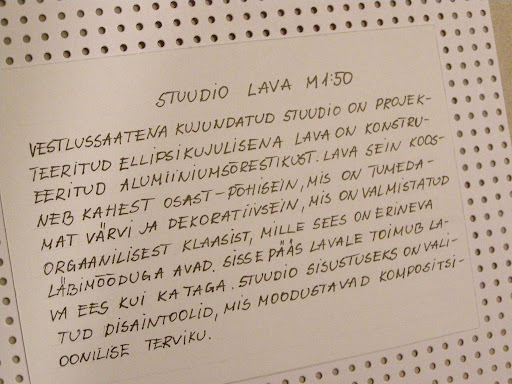 STUUDIO LAVA M 1:50
VESTLUSSAATENA KUJUNDATUD STUUDIO ON PROJEK-
TEERITUD ELLIPSIKUJULISENA LAVA ON KONSTRU-
EERITUD ALUMIINIUMSÕRESTIKUST. LAVA SEIN KOOS-
NEB KAHEST OSAST - PÕHISEIN, MIS ON TUMEDA-
MAT VÄRVI JA DEKORATIIVSEIN, MIS ON VALMISTATUD
ORGAANILISEST KLAASIST, MILLE SEES ON ERINEVA
LÄBIMÕÕDUGA AVAD. SISSEPÄÄS LAVALE TOIMUB LA-
VA EES KUI KA TAGA. STUUDIO SISUSTUSEKS ON VALI-
TUD DISAINTOOLID, MIS MOODUSTAVAD KOMPOSITSI-
OONILISE TERVIKU.